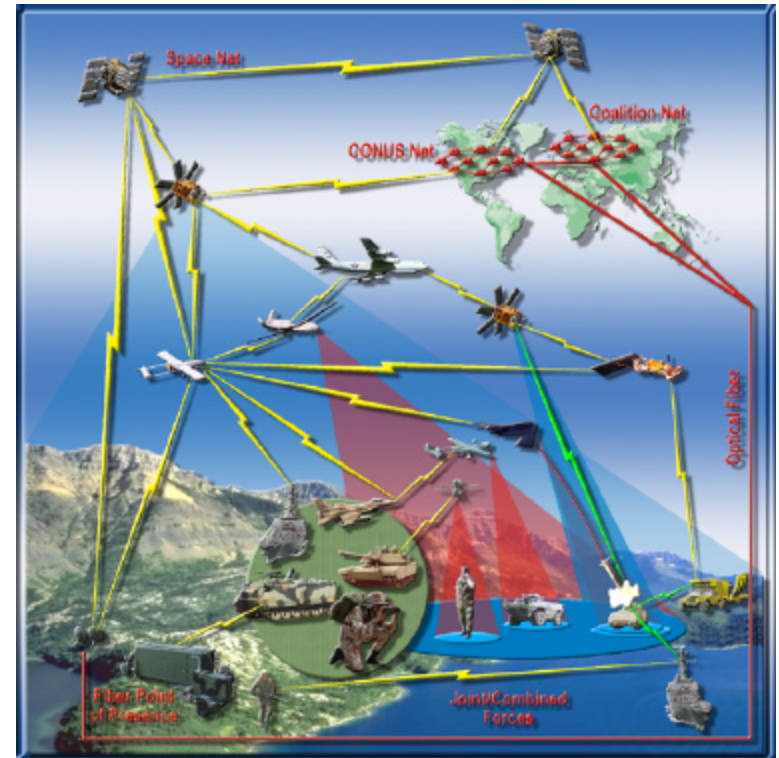 Space Net
Coalition Net
CONUS Net
Optical Fiber
Fiber Point
of Presence
Joint/Combined
Forces